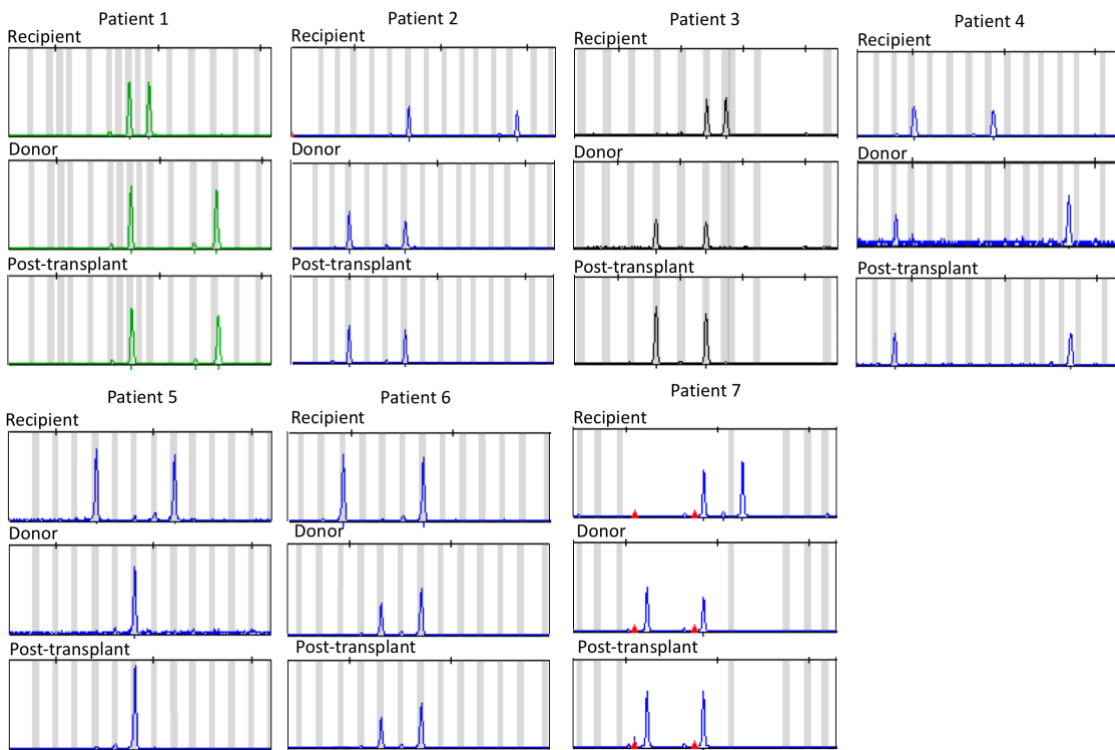 Patient 1
Recipient
Donor
Post-transplant
Patient 2
Recipient
Donor
Post-transplant
Patient 3
Recipient
Donor
Post-transplant
Patient 4
Recipient
Donor
Post-transplant
Patient 5
Recipient
Donor
Post-transplant
Patient 6
Recipient
Donor
Post-transplant
Patient 7
Recipient
Donor
Post-transplant